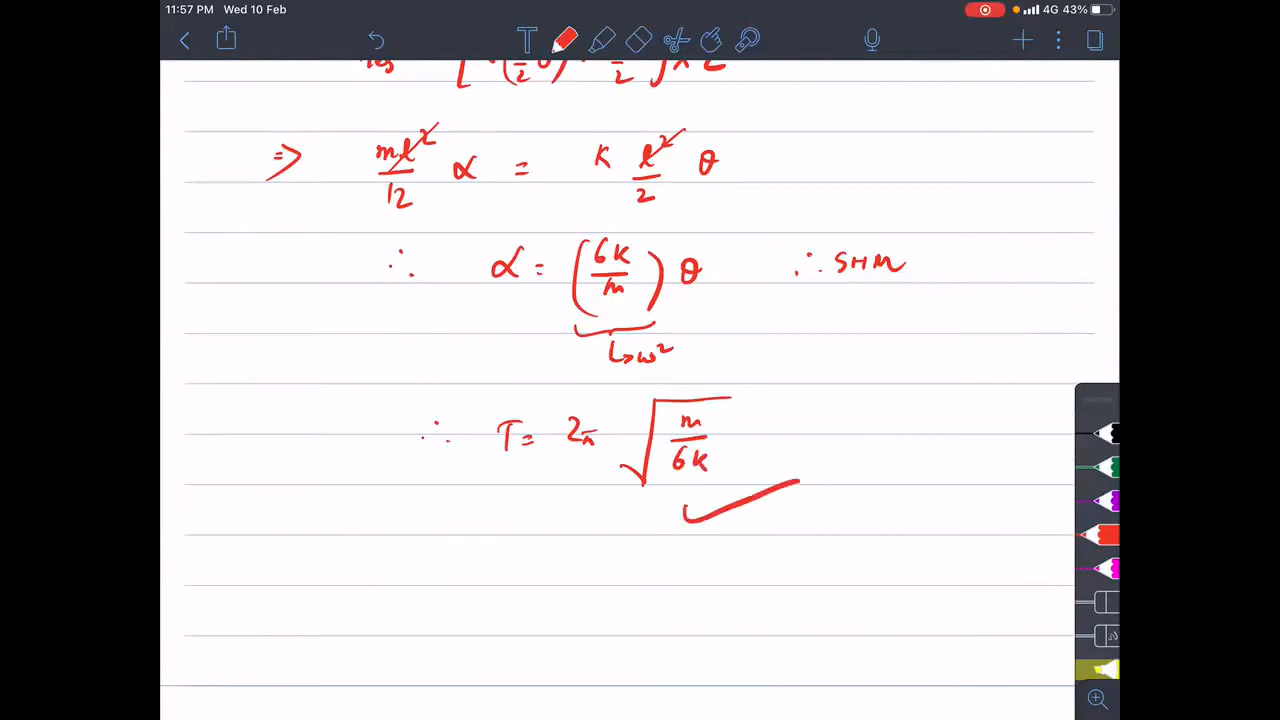 11:57 PM Wed 10 Feb 4G 43%
T
⇒ ml²/12 α = K l²/2 θ
∴ α = (6K/m) θ ∴ SHM
↳ω²
∴ T = 2π √(m/6K)